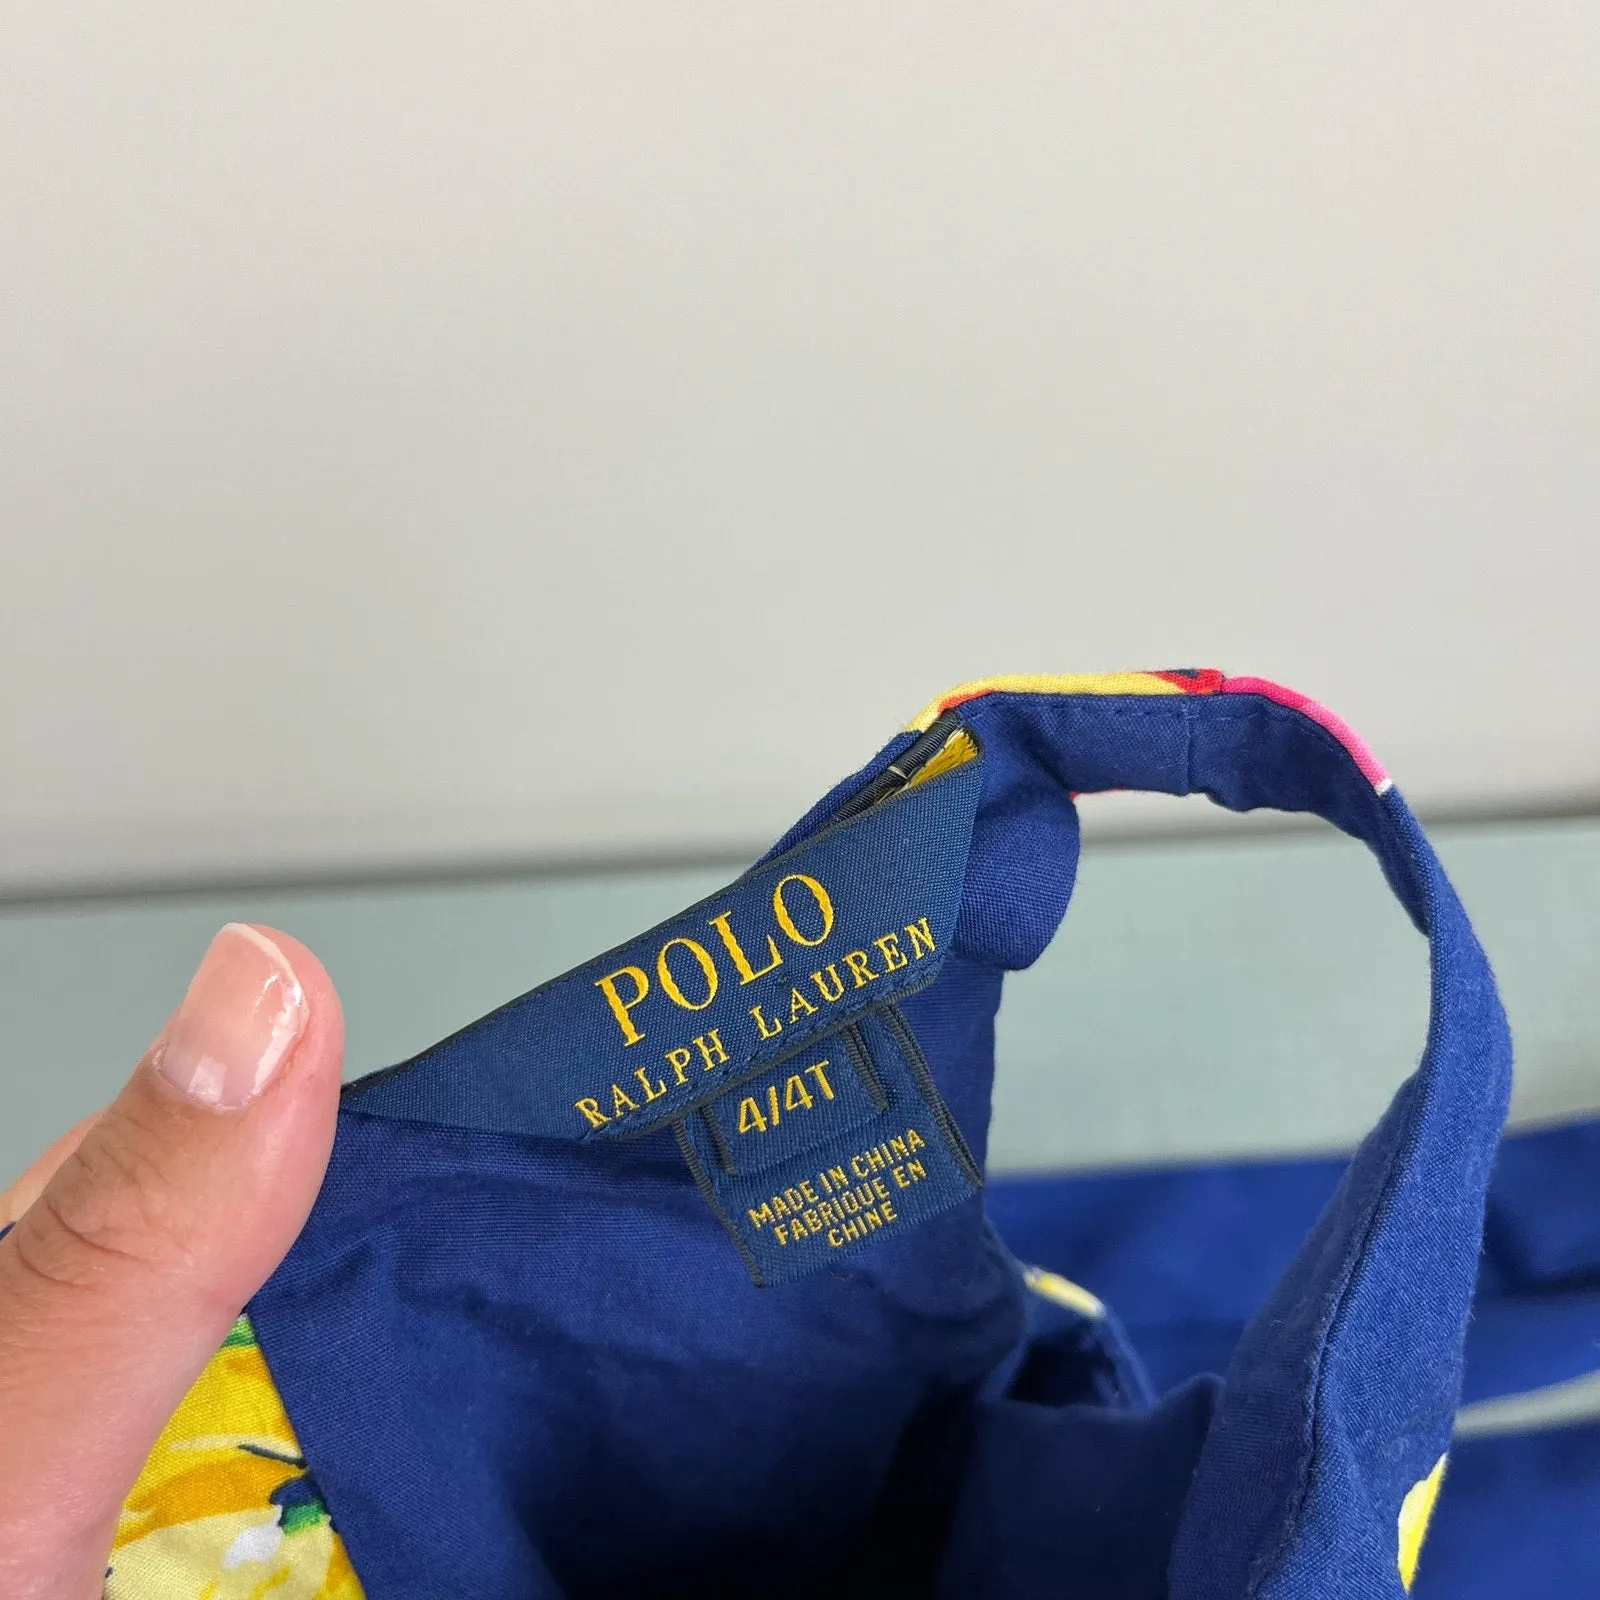 POLO
RALPH LAUREN
4/4T
MADE IN CHINA
FABRIQUE EN
CHINE